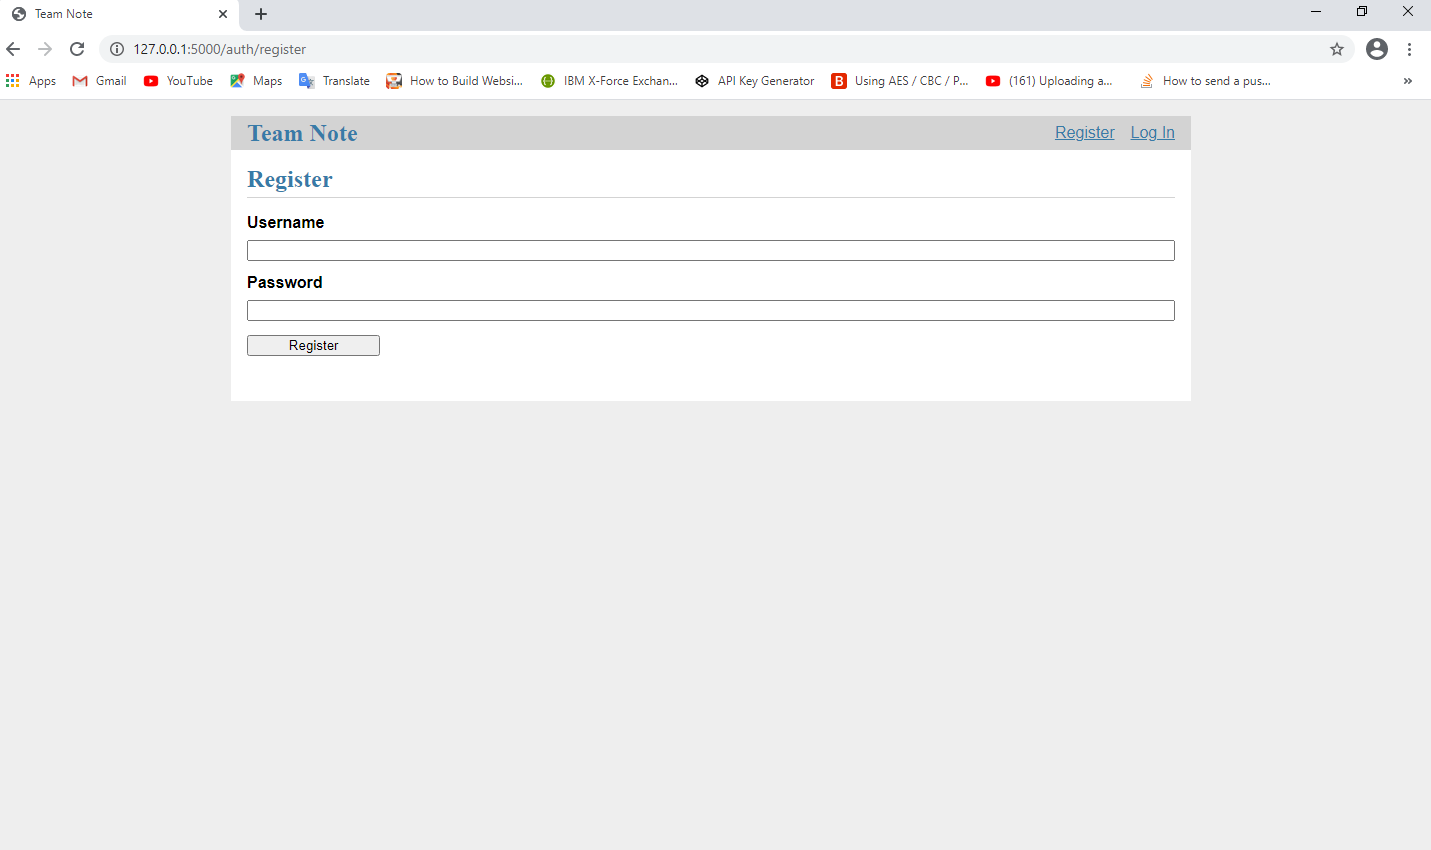 Team Note
127.0.0.1:5000/auth/register
Apps Gmail YouTube Maps Translate How to Build Websi... IBM X-Force Exchan... API Key Generator Using AES / CBC / P... (161) Uploading a... How to send a pus... »
Team Note Register Log In
Register
Username
Password
Register